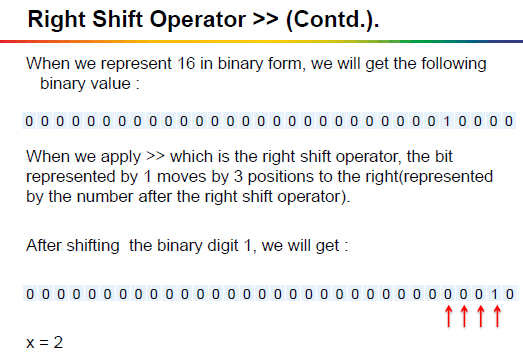 Right Shift Operator >> (Contd.).
When we represent 16 in binary form, we will get the following
binary value :
0 0 0 0 0 0 0 0 0 0 0 0 0 0 0 0 0 0 0 0 0 0 0 0 0 0 0 1 0 0 0 0
When we apply >> which is the right shift operator, the bit
represented by 1 moves by 3 positions to the right(represented
by the number after the right shift operator).
After shifting the binary digit 1, we will get :
0 0 0 0 0 0 0 0 0 0 0 0 0 0 0 0 0 0 0 0 0 0 0 0 0 0 0 0 0 0 1 0
x = 2